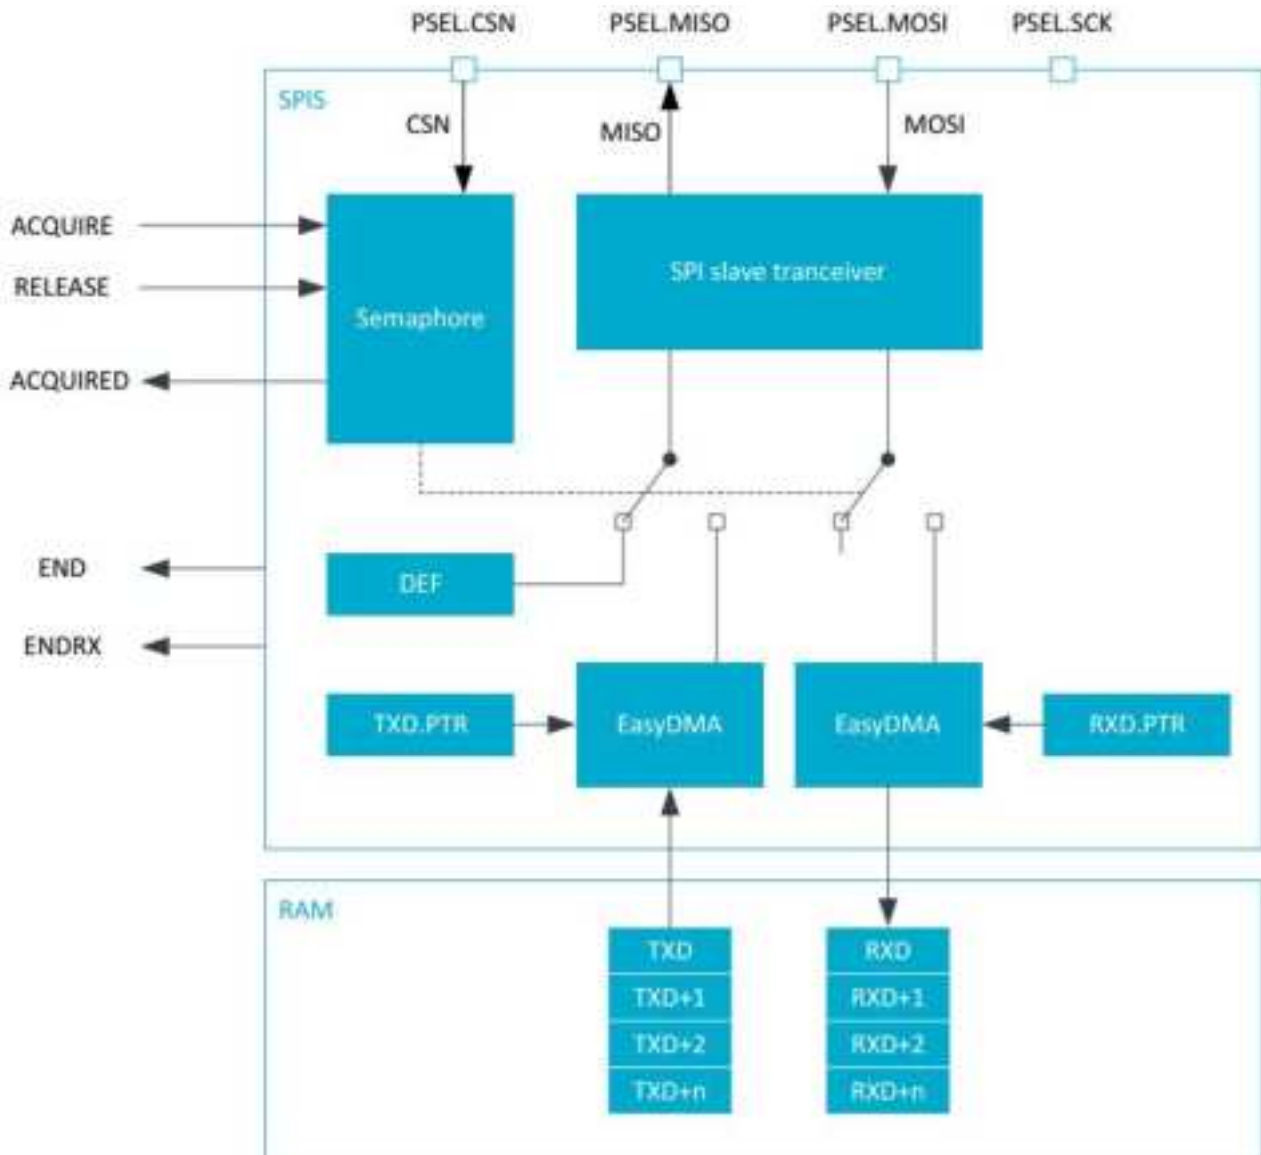 PSEL.CSN PSEL.MISO PSEL.MOSI PSEL.SCK
SPIS
CSN MISO MOSI
ACQUIRE
RELEASE
ACQUIRED
Semaphore
SPI slave tranceiver
END
ENDRX
DEF
TXD.PTR EasyDMA EasyDMA RXD.PTR
RAM
TXD RXD
TXD+1 RXD+1
TXD+2 RXD+2
TXD+n RXD+n